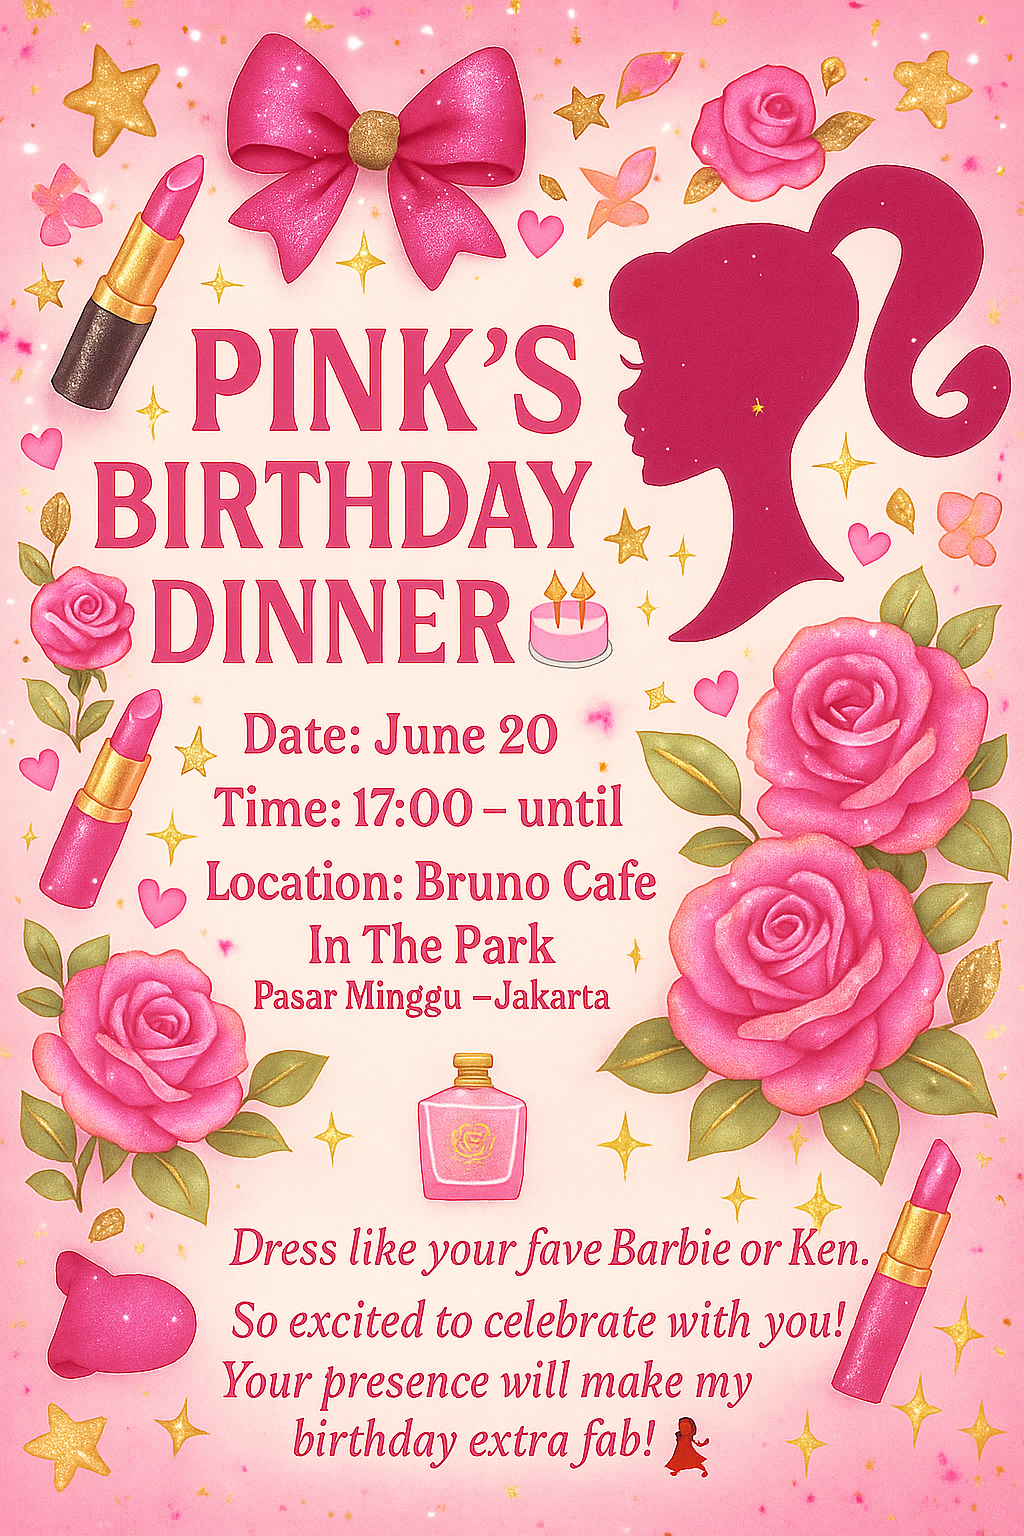 PINK'S
BIRTHDAY
DINNER
Date: June 20
Time: 17:00 – until
Location: Bruno Cafe
In The Park
Pasar Minggu –Jakarta
Dress like your fave Barbie or Ken.
So excited to celebrate with you!
Your presence will make my
birthday extra fab!